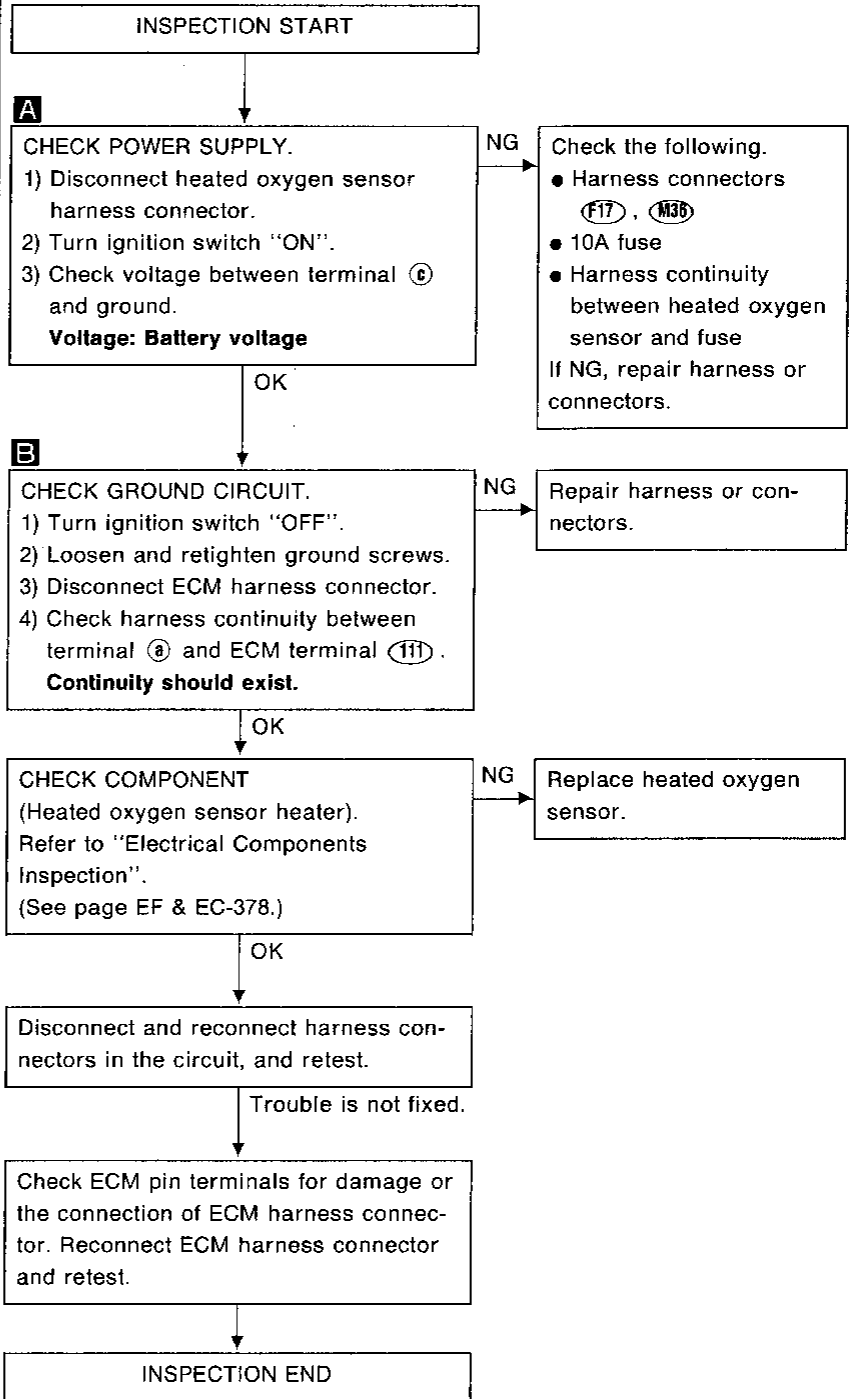 INSPECTION START
A
CHECK POWER SUPPLY.
1) Disconnect heated oxygen sensor
harness connector.
2) Turn ignition switch "ON".
3) Check voltage between terminal ⓒ
and ground.
Voltage: Battery voltage
NG
Check the following.
● Harness connectors
F17, M36
● 10A fuse
● Harness continuity
between heated oxygen
sensor and fuse
If NG, repair harness or
connectors.
OK
B
CHECK GROUND CIRCUIT.
1) Turn ignition switch "OFF".
2) Loosen and retighten ground screws.
3) Disconnect ECM harness connector.
4) Check harness continuity between
terminal ⓐ and ECM terminal 111.
Continuity should exist.
NG
Repair harness or con-
nectors.
OK
CHECK COMPONENT
(Heated oxygen sensor heater).
Refer to "Electrical Components
Inspection".
(See page EF & EC-378.)
NG
Replace heated oxygen
sensor.
OK
Disconnect and reconnect harness con-
nectors in the circuit, and retest.
Trouble is not fixed.
Check ECM pin terminals for damage or
the connection of ECM harness connec-
tor. Reconnect ECM harness connector
and retest.
INSPECTION END